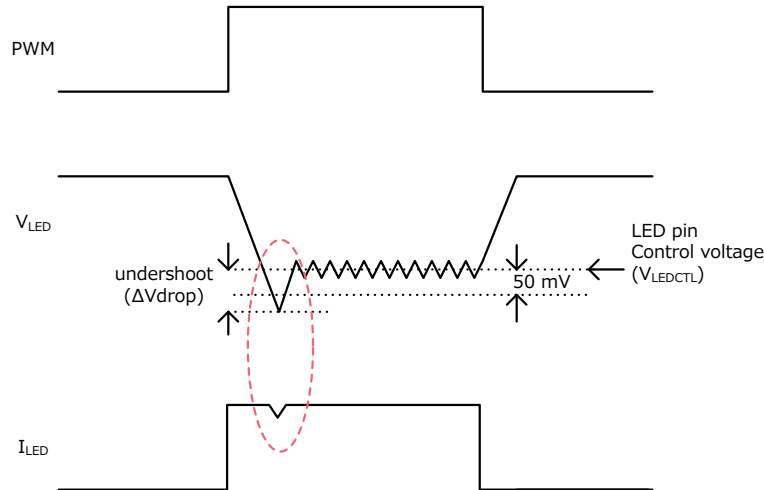 PWM
VLED
LED pin
Control voltage
(VLEDCTL)
undershoot
(ΔVdrop)
50 mV
ILED